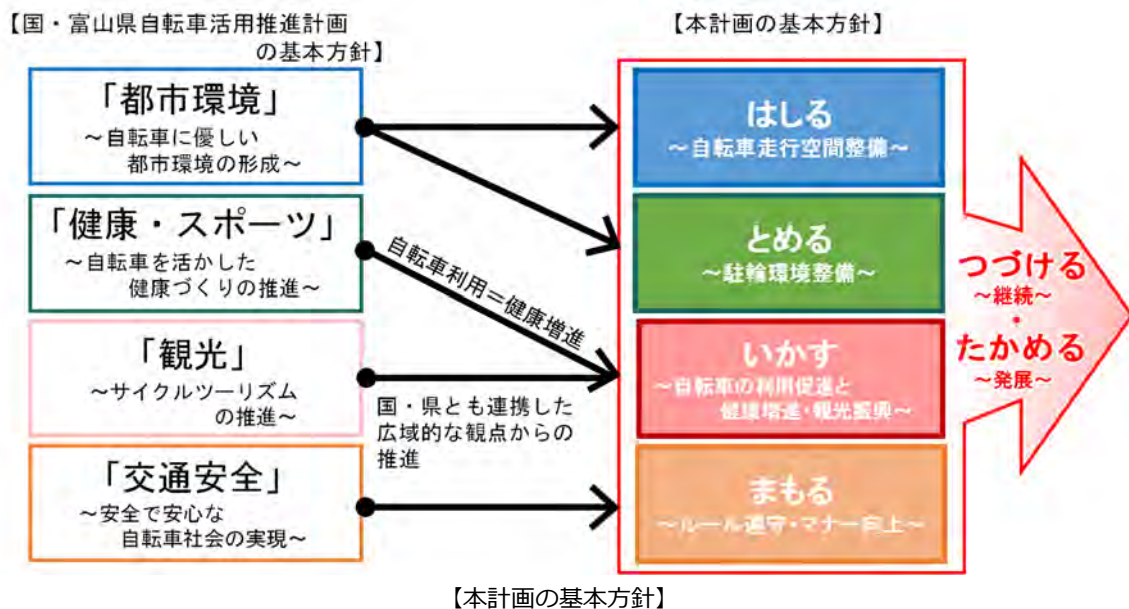 【国・富山県自転車活用推進計画
の基本方針】
「都市環境」
～自転車に優しい
都市環境の形成～
「健康・スポーツ」
～自転車を活かした
健康づくりの推進～
「観光」
～サイクルツーリズム
の推進～
「交通安全」
～安全で安心な
自転車社会の実現～
自転車利用＝健康増進
国・県とも連携した
広域的な観点からの
推進
【本計画の基本方針】
はしる
～自転車走行空間整備～
とめる
～駐輪環境整備～
いかす
～自転車の利用促進と
健康増進・観光振興～
まもる
～ルール遵守・マナー向上～
つづける
～継続～
・
たかめる
～発展～
【本計画の基本方針】